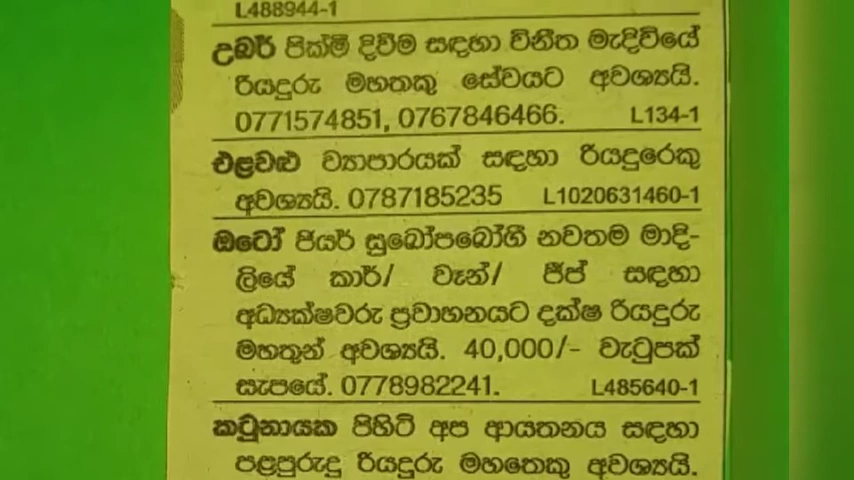 L488944-1
උබර් පික්මී දිවීම සඳහා විනීත මැදිවියේ
රියදුරු මහතකු සේවයට අවශ්‍යයි.
0771574851, 0767846466. L134-1
එළවළු ව්‍යාපාරයක් සඳහා රියදුරෙකු
අවශ්‍යයි. 0787185235 L1020631460-1
ඔටෝ ජියර් සුඛෝපබෝගී නවතම මාදි-
ලියේ කාර්/ වෑන්/ ජීප් සඳහා
අධ්‍යක්ෂවරු ප්‍රවාහනයට දක්ෂ රියදුරු
මහතුන් අවශ්‍යයි. 40,000/- වැටුපක්
සැපයේ. 0778982241. L485640-1
කටුනායක පිහිටි අප ආයතනය සඳහා
පළපුරුදු රියදුරු මහතෙකු අවශ්‍යයි.